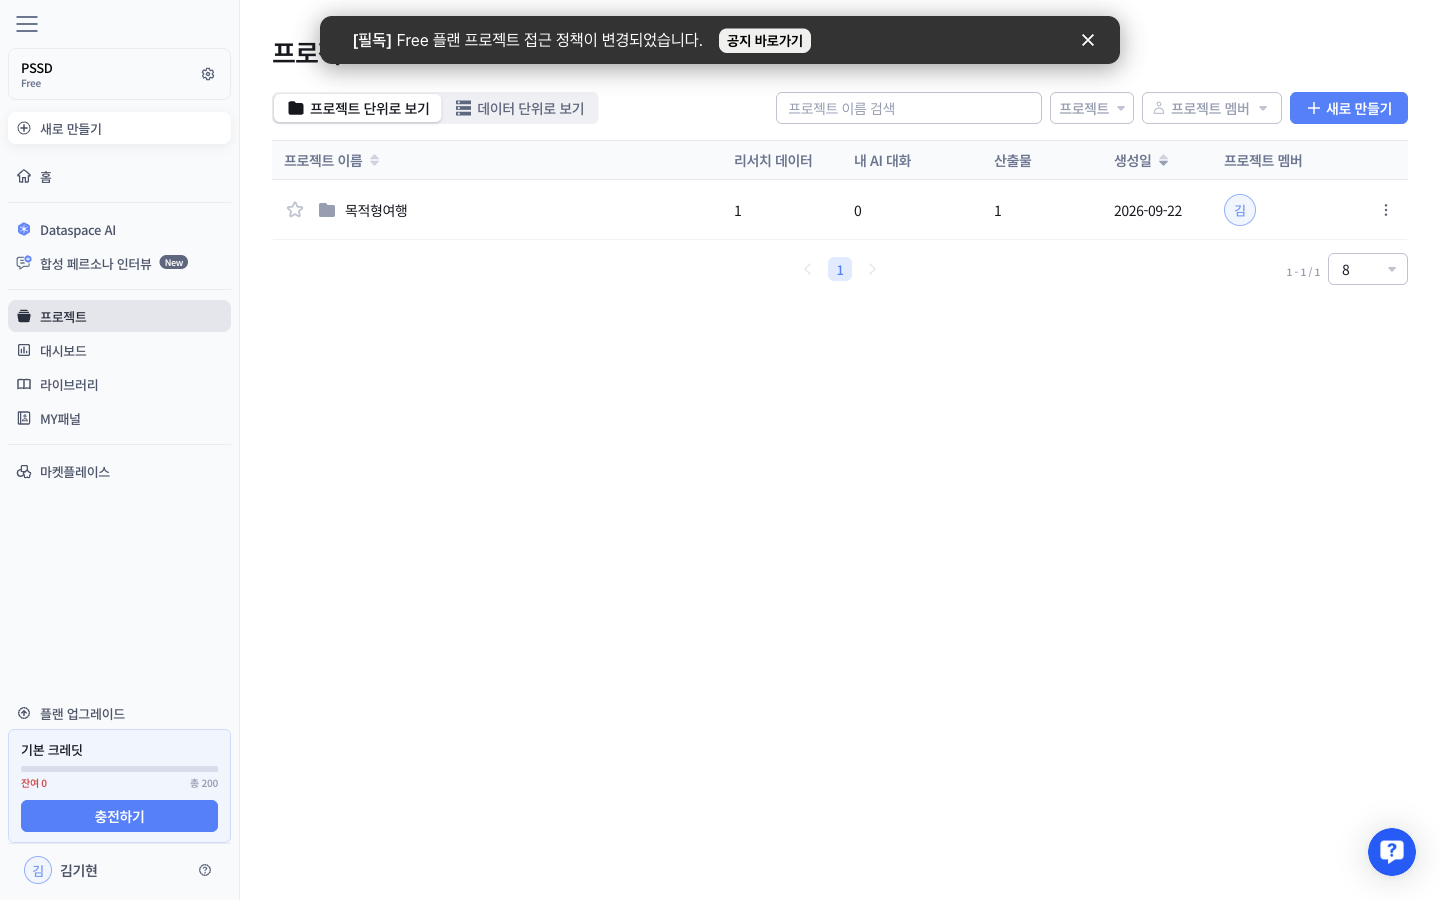 PSSD
Free
새로 만들기
홈
Dataspace AI
합성 페르소나 인터뷰 New
프로젝트
대시보드
라이브러리
MY패널
마켓플레이스
플랜 업그레이드
기본 크레딧
잔여 0 총 200
충전하기
김 김기현
[필독] Free 플랜 프로젝트 접근 정책이 변경되었습니다. 공지 바로가기
프로젝트 단위로 보기 데이터 단위로 보기 프로젝트 이름 검색 프로젝트 프로젝트 멤버 새로 만들기
프로젝트 이름 리서치 데이터 내 AI 대화 산출물 생성일 프로젝트 멤버
목적형여행 1 0 1 2026-09-22 김
1 1 - 1 / 1 8